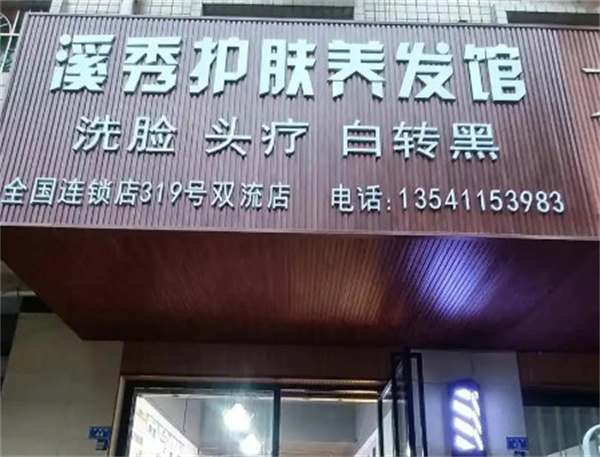 溪秀护肤养发馆
洗脸 头疗 白转黑
全国连锁店319号双流店 电话:13541153983